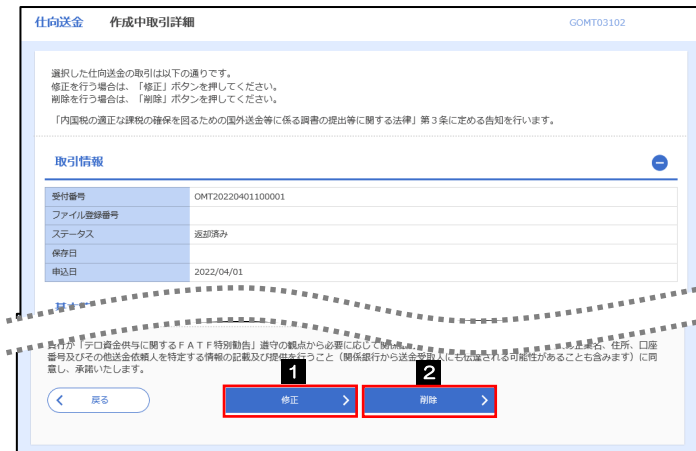 仕向送金 作成中取引詳細 GOMT03102
選択した仕向送金の取引は以下の通りです。
修正を行う場合は、「修正」ボタンを押してください。
削除を行う場合は、「削除」ボタンを押してください。
「内国税の適正な課税の確保を図るための国外送金等に係る調書の提出等に関する法律」第３条に定める告知を行います。
取引情報
受付番号 OMT20220401100001
ファイル登録番号
ステータス 返却済み
保存日
申込日 2022/04/01
貴行が「テロ資金供与に関するＦＡＴＦ特別勧告」遵守の観点から必要に応じて関係 住所、口座
番号及びその他送金依頼人を特定する情報の記載及び提供を行うこと（関係銀行から送金受取人にも伝達される可能性があることも含みます）に同
意し、承諾いたします。
1 2
戻る 修正 削除